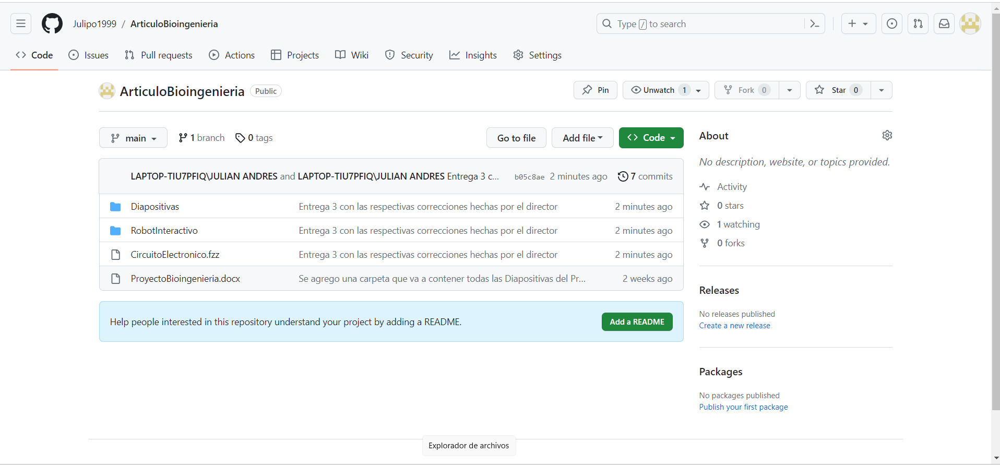 Julipo1999 / ArticuloBioingenieria
Type / to search
Code Issues Pull requests Actions Projects Wiki Security Insights Settings
ArticuloBioingenieria Public
Pin Unwatch 1 Fork 0 Star 0
main 1 branch 0 tags Go to file Add file Code
LAPTOP-TIU7PFIQ\JULIAN ANDRES and LAPTOP-TIU7PFIQ\JULIAN ANDRES Entrega 3 c... b05c8ae 2 minutes ago 7 commits
Diapositivas Entrega 3 con las respectivas correcciones hechas por el director 2 minutes ago
RobotInteractivo Entrega 3 con las respectivas correcciones hechas por el director 2 minutes ago
CircuitoElectronico.fzz Entrega 3 con las respectivas correcciones hechas por el director 2 minutes ago
ProyectoBioingenieria.docx Se agrego una carpeta que va a contener todas las Diapositivas del Pr... 2 weeks ago
Help people interested in this repository understand your project by adding a README. Add a README
About
No description, website, or topics provided.
Activity
0 stars
1 watching
0 forks
Releases
No releases published
Create a new release
Packages
No packages published
Publish your first package
Explorador de archivos